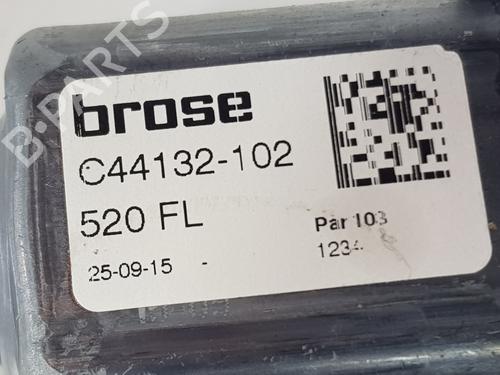 brose
C44132-102
520 FL
Par 103
25-09-15 -
1234
B-PARTS